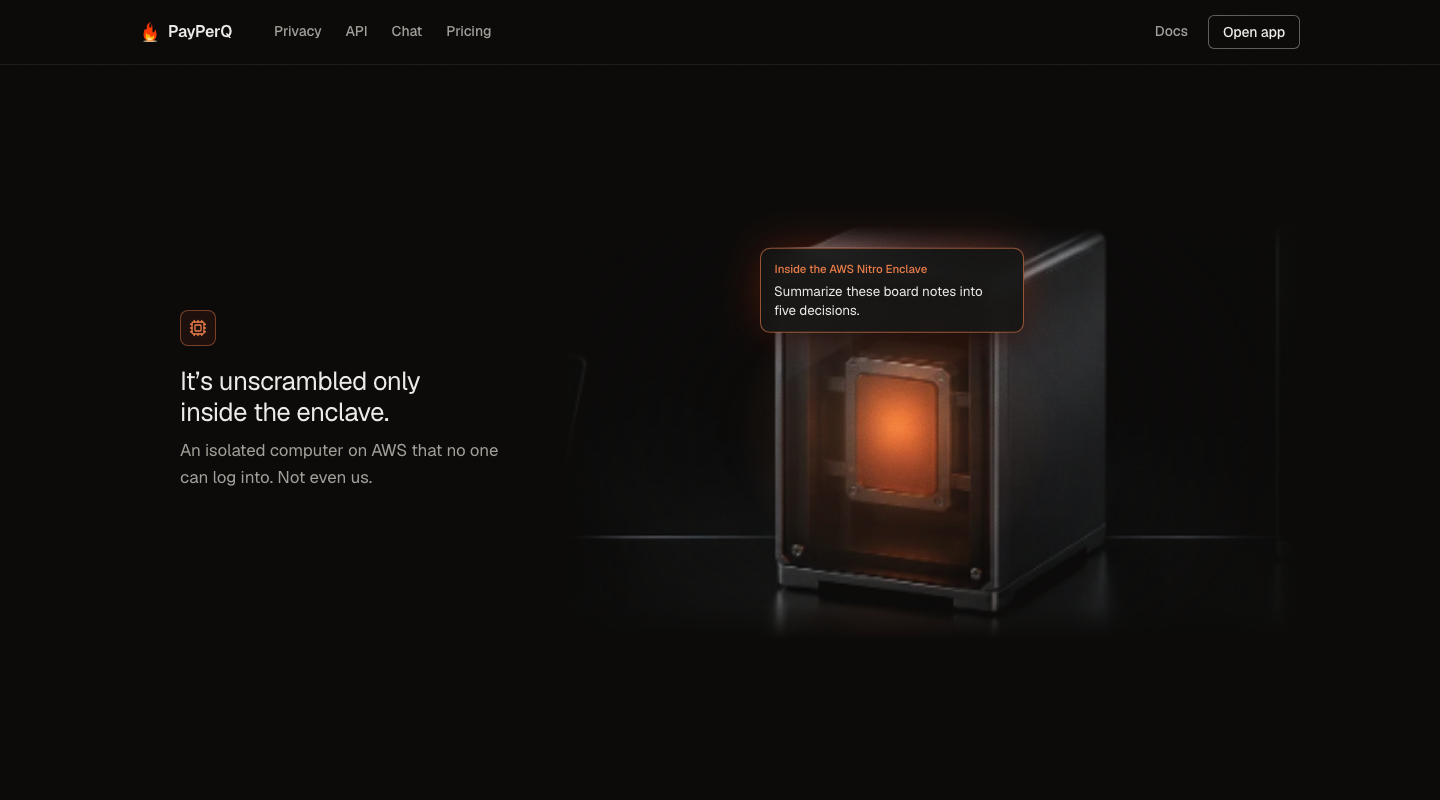 PayPerQ
Privacy
API
Chat
Pricing
Docs
Open app
Inside the AWS Nitro Enclave
Summarize these board notes into
five decisions.
It’s unscrambled only
inside the enclave.
An isolated computer on AWS that no one
can log into. Not even us.